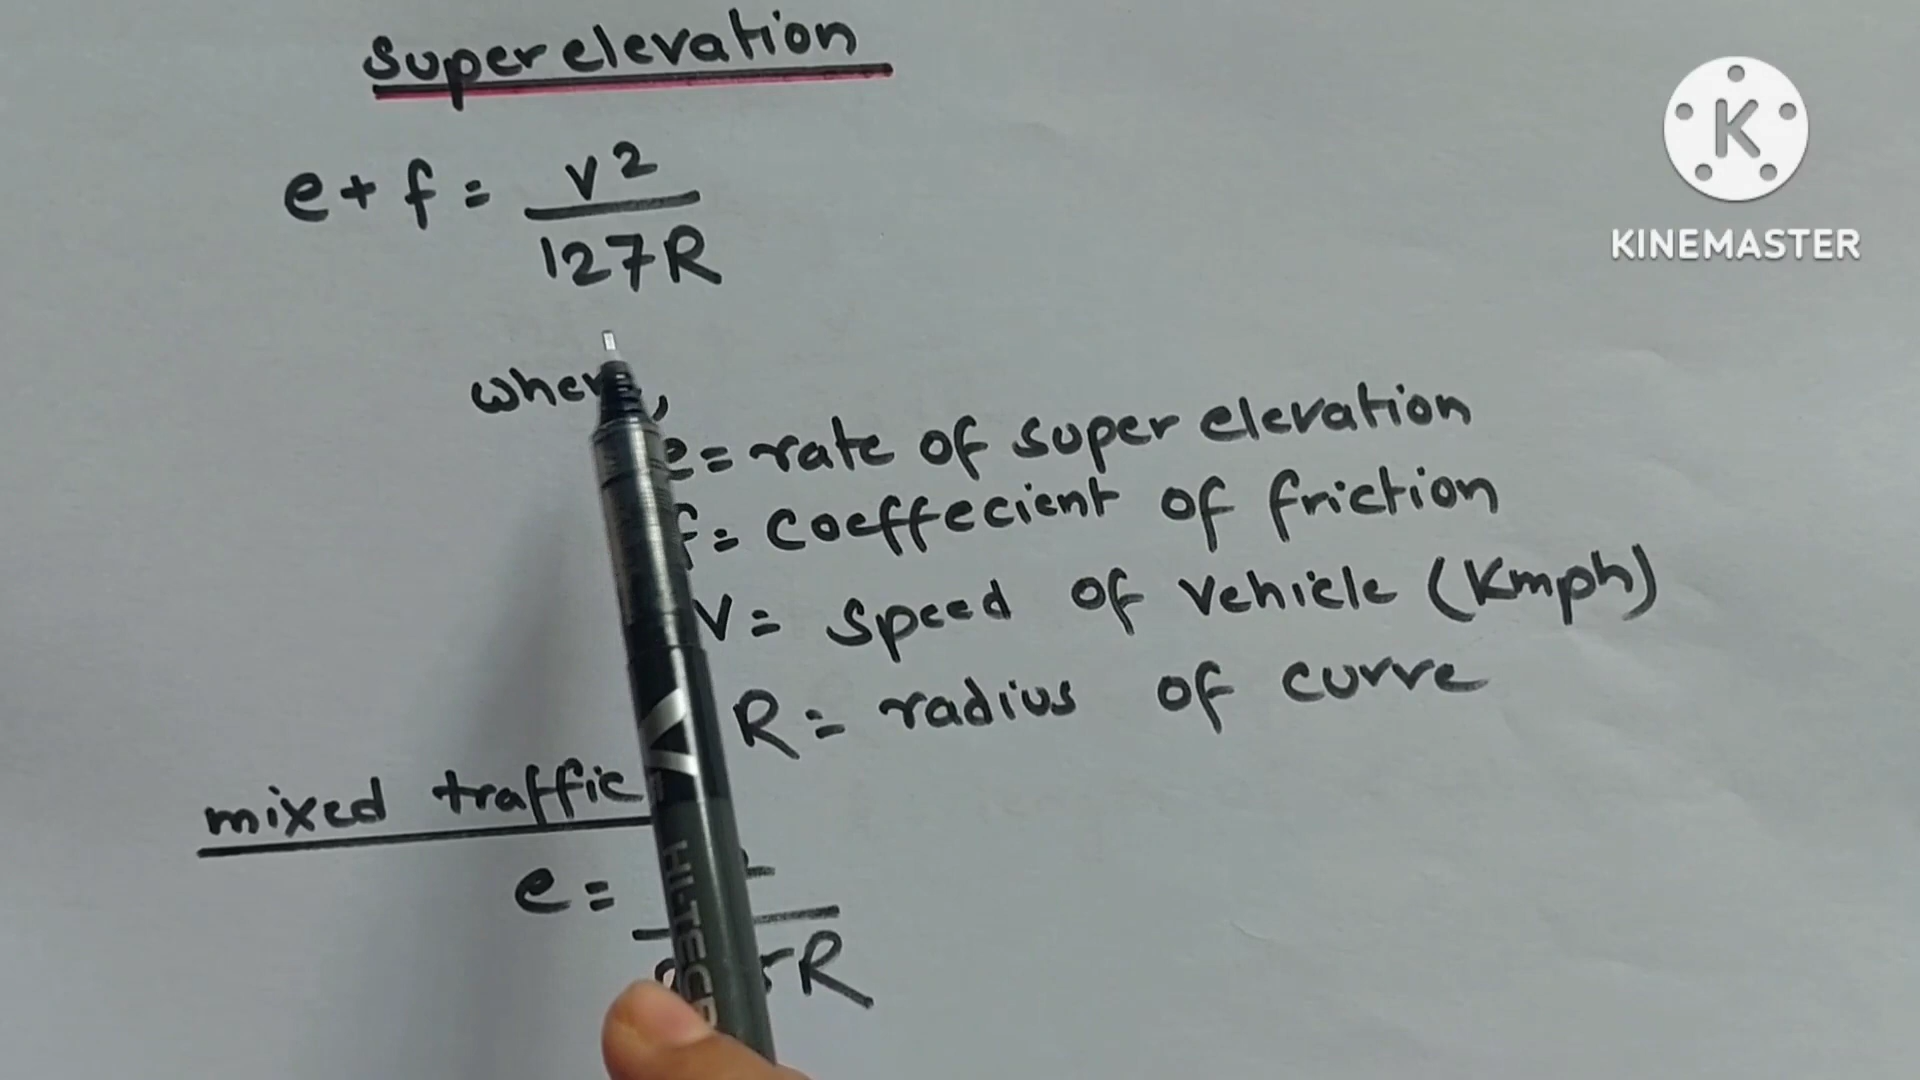 Super elevation
e + f = v2
127R
where,
e = rate of super elevation
f = coeffecient of friction
V = speed of vehicle (Kmph)
R = radius of curve
mixed traffic
e =
R
K
KINEMASTER
HI-TECP